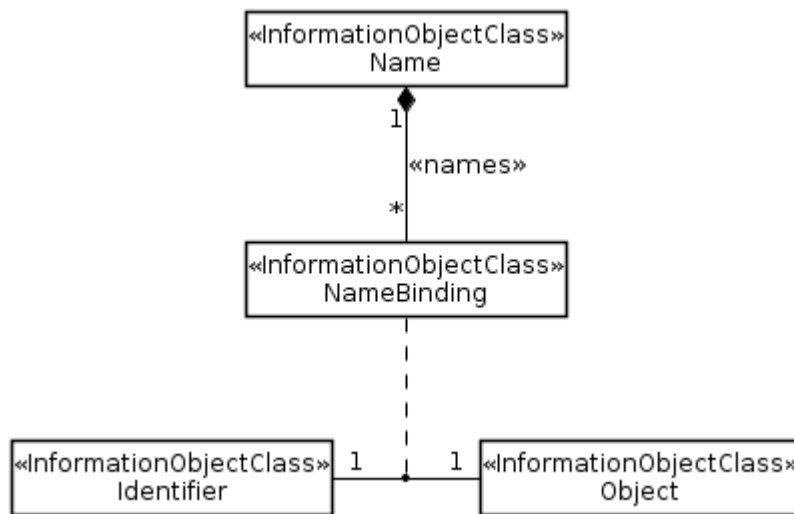 «InformationObjectClass»
Name
1
«names»
*
«InformationObjectClass»
NameBinding
«InformationObjectClass»
Identifier
1
1
«InformationObjectClass»
Object